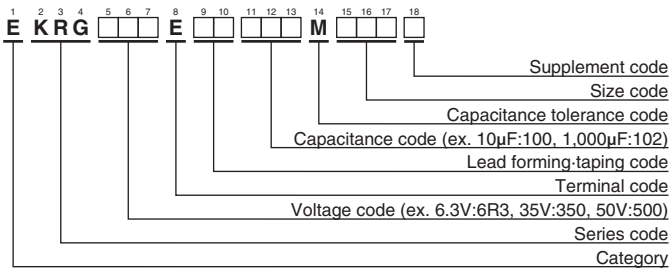 1 2 3 4 5 6 7 8 9 10 11 12 13 14 15 16 17 18
E KRG □□□ E □□□□□ M □□□ □
Supplement code
Size code
Capacitance tolerance code
Capacitance code (ex. 10µF:100, 1,000µF:102)
Lead forming·taping code
Terminal code
Voltage code (ex. 6.3V:6R3, 35V:350, 50V:500)
Series code
Category